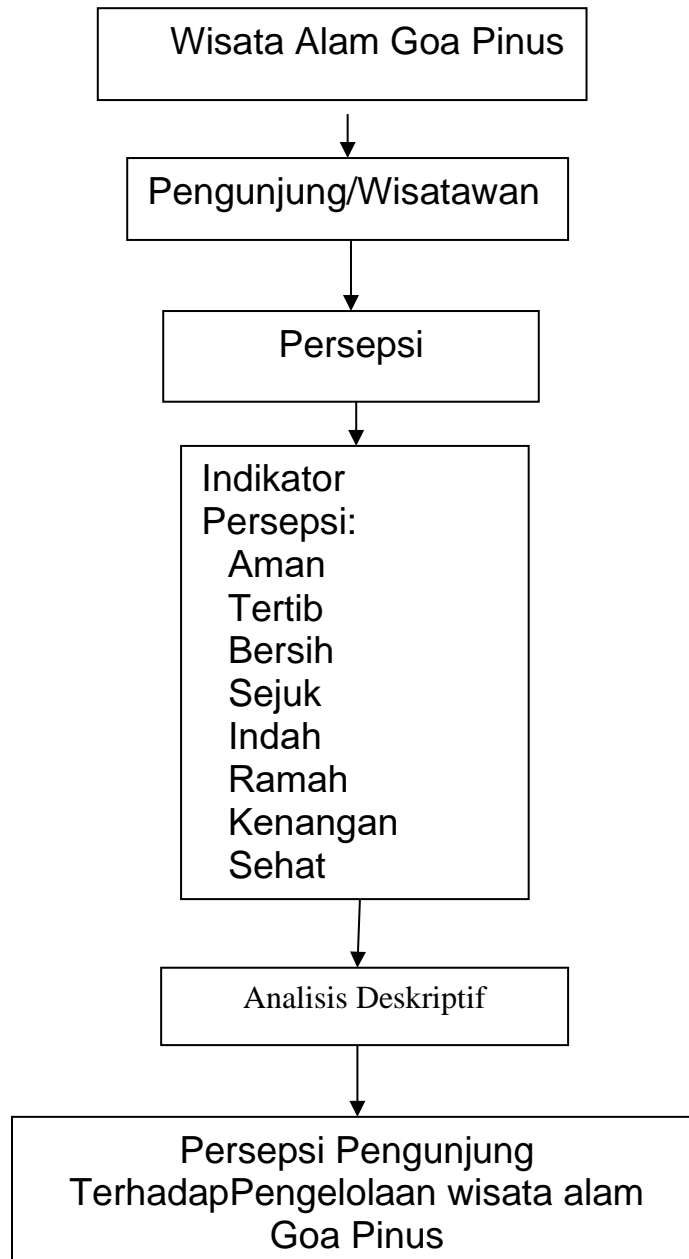 Wisata Alam Goa Pinus
Pengunjung/Wisatawan
Persepsi
Indikator
Persepsi:
Aman
Tertib
Bersih
Sejuk
Indah
Ramah
Kenangan
Sehat
Analisis Deskriptif
Persepsi Pengunjung
TerhadapPengelolaan wisata alam
Goa Pinus